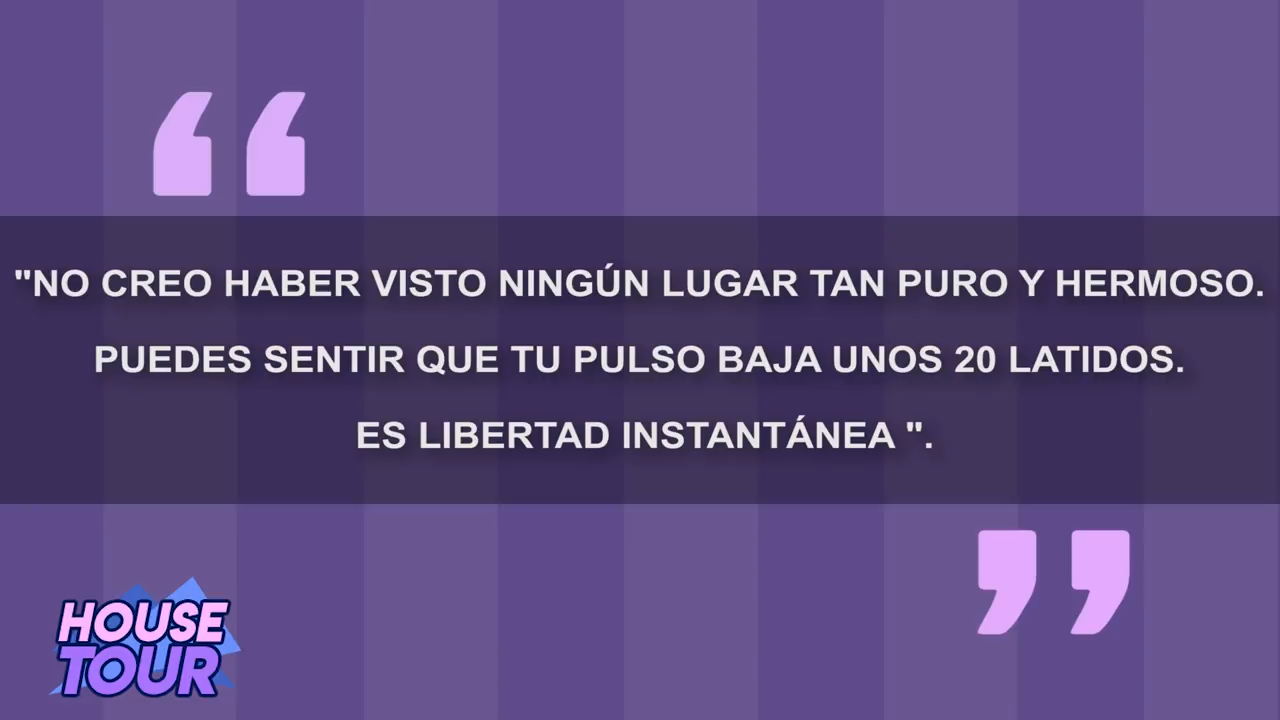 "NO CREO HABER VISTO NINGÚN LUGAR TAN PURO Y HERMOSO.
PUEDES SENTIR QUE TU PULSO BAJA UNOS 20 LATIDOS.
ES LIBERTAD INSTANTÁNEA ".
HOUSE
TOUR